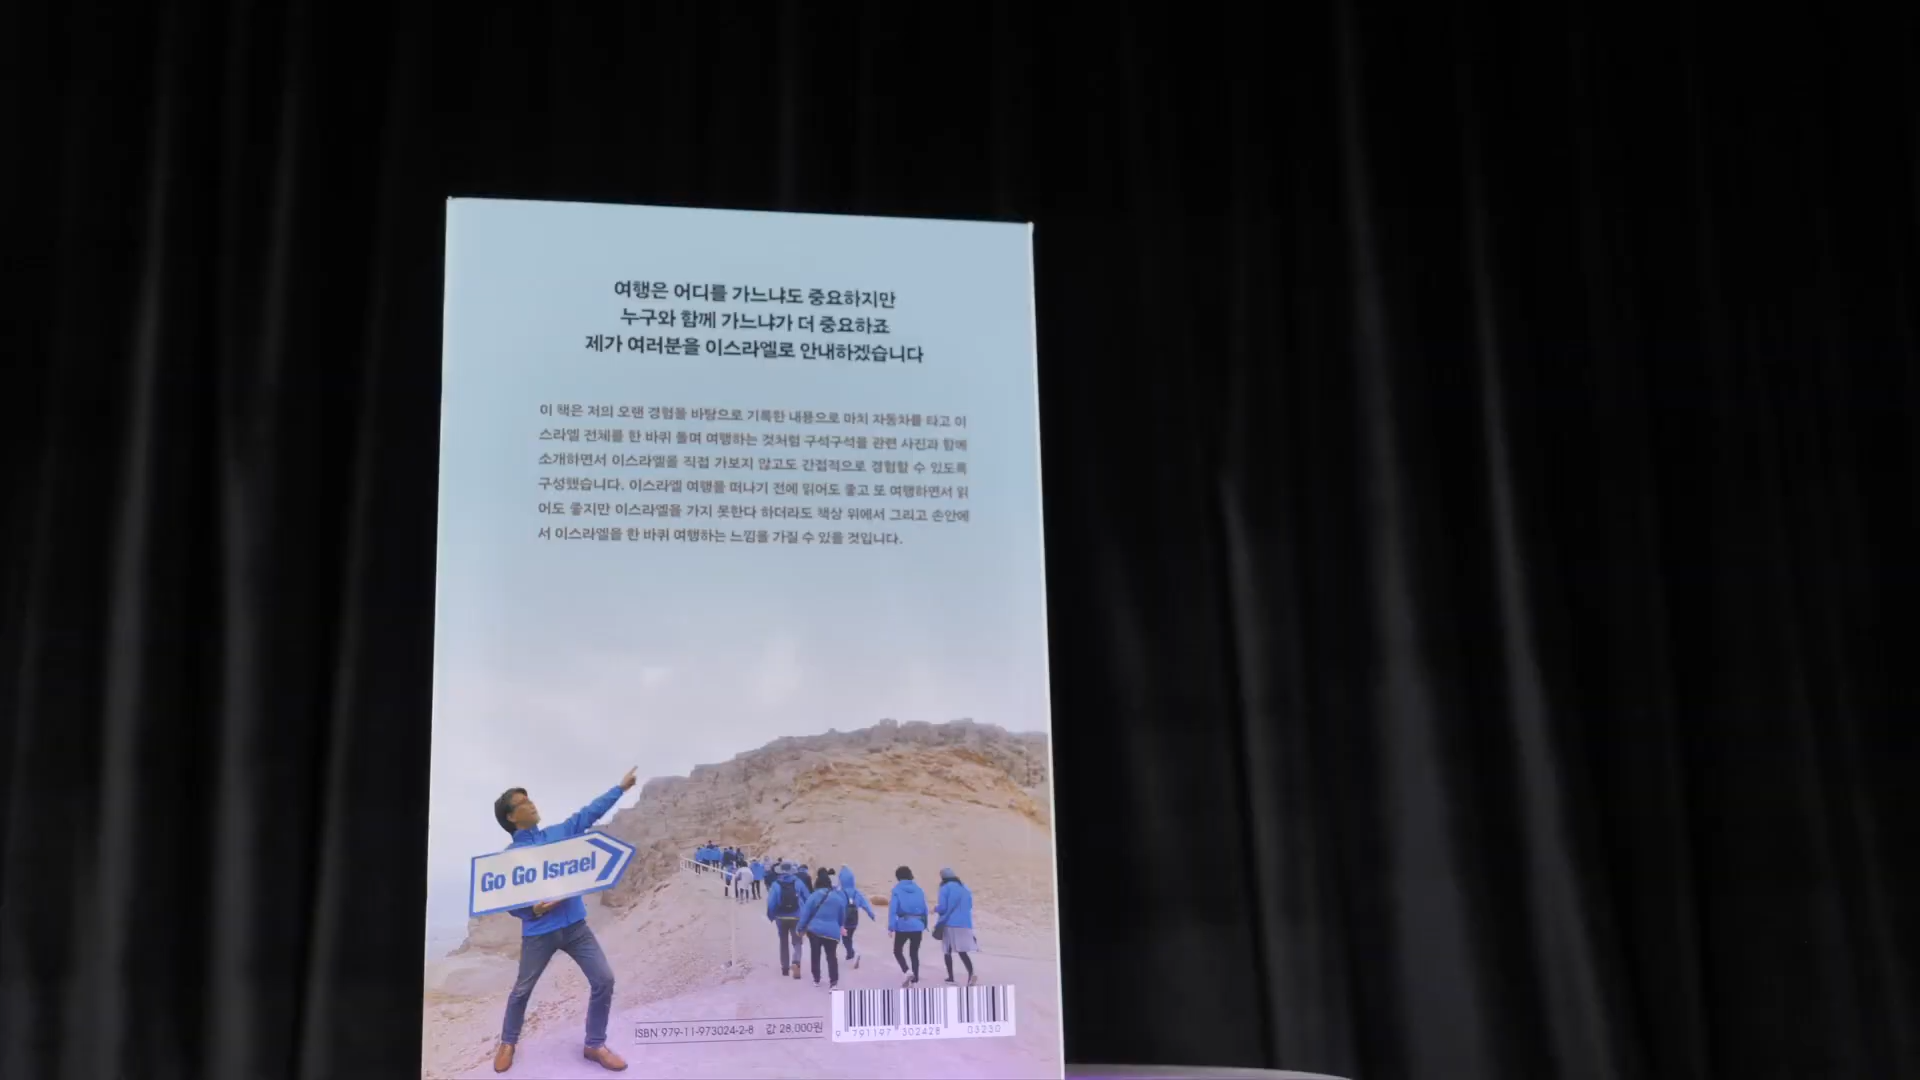 여행은 어디를 가느냐도 중요하지만
누구와 함께 가느냐가 더 중요하죠
제가 여러분을 이스라엘로 안내하겠습니다
이 책은 저의 오랜 경험을 바탕으로 기록한 내용으로 마치 자동차를 타고 이
스라엘 전체를 한 바퀴 돌며 여행하는 것처럼 구석구석을 관련 사진과 함께
소개하면서 이스라엘을 직접 가보지 않고도 간접적으로 경험할 수 있도록
구성했습니다. 이스라엘 여행을 떠나기 전에 읽어도 좋고 또 여행하면서 읽
어도 좋지만 이스라엘을 가지 못한다 하더라도 책상 위에서 그리고 손안에
서 이스라엘을 한 바퀴 여행하는 느낌을 가질 수 있을 것입니다.
Go Go Israel
ISBN 979-11-973024-2-8 값 28,000원
9 791197 302428
03230